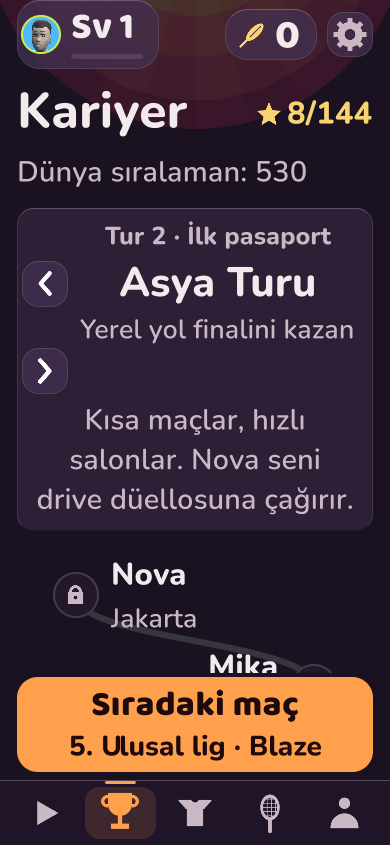 Sv 1
0
Kariyer
8/144
Dünya sıralaman: 530
Tur 2 · İlk pasaport
Asya Turu
Yerel yol finalini kazan
Kısa maçlar, hızlı
salonlar. Nova seni
drive düellosuna çağırır.
Nova
Jakarta
Mika
Sıradaki maç
5. Ulusal lig · Blaze